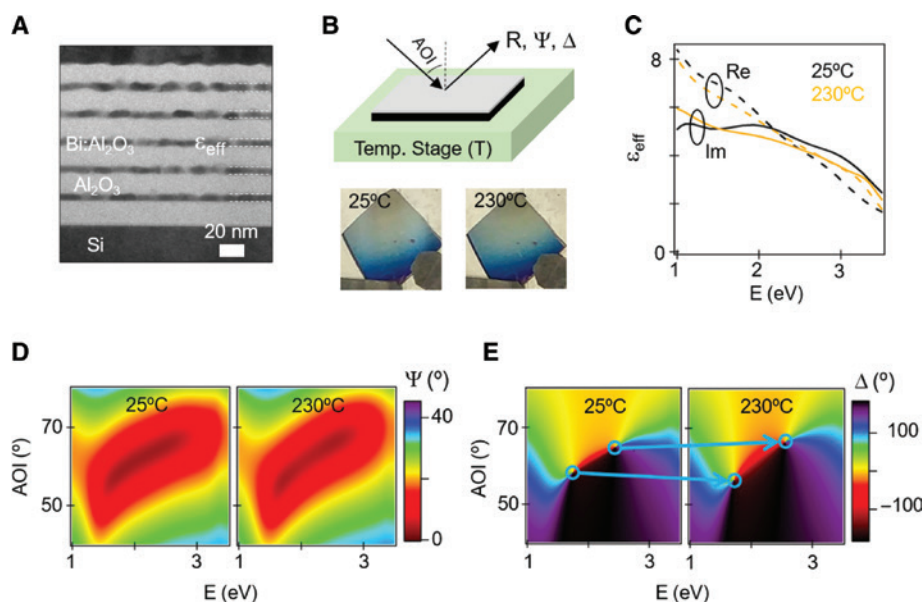 A
Bi:Al₂O₃
ε_eff
Al₂O₃
Si
20 nm
B
AOI
R, Ψ, Δ
Temp. Stage (T)
25ºC
230ºC
C
8
0
ε_eff
Re
Im
25ºC
230ºC
1
2
3
E (eV)
D
25ºC
230ºC
Ψ (º)
40
0
70
50
AOI (º)
1
3
1
3
E (eV)
E
25ºC
230ºC
Δ (º)
100
−100
70
50
AOI (º)
1
3
1
3
E (eV)